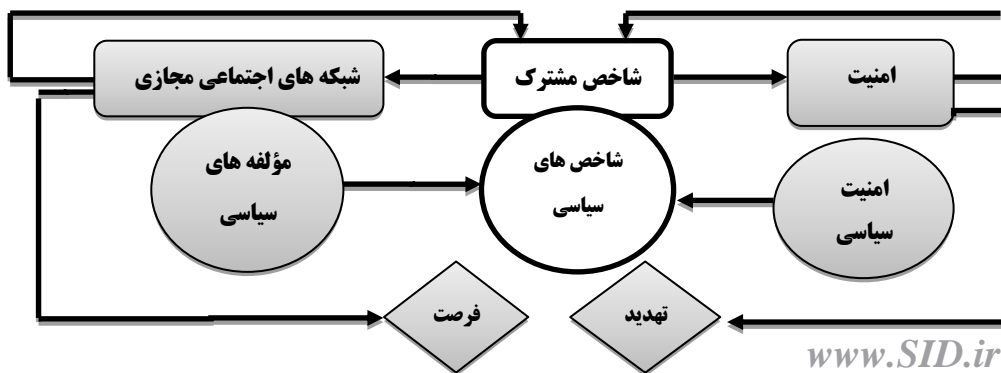 امنیت
شاخص مشترک
شبکه های اجتماعی مجازی
امنیت
سیاسی
شاخص های
سیاسی
مؤلفه های
سیاسی
تهدید
فرصت
www.SID.ir